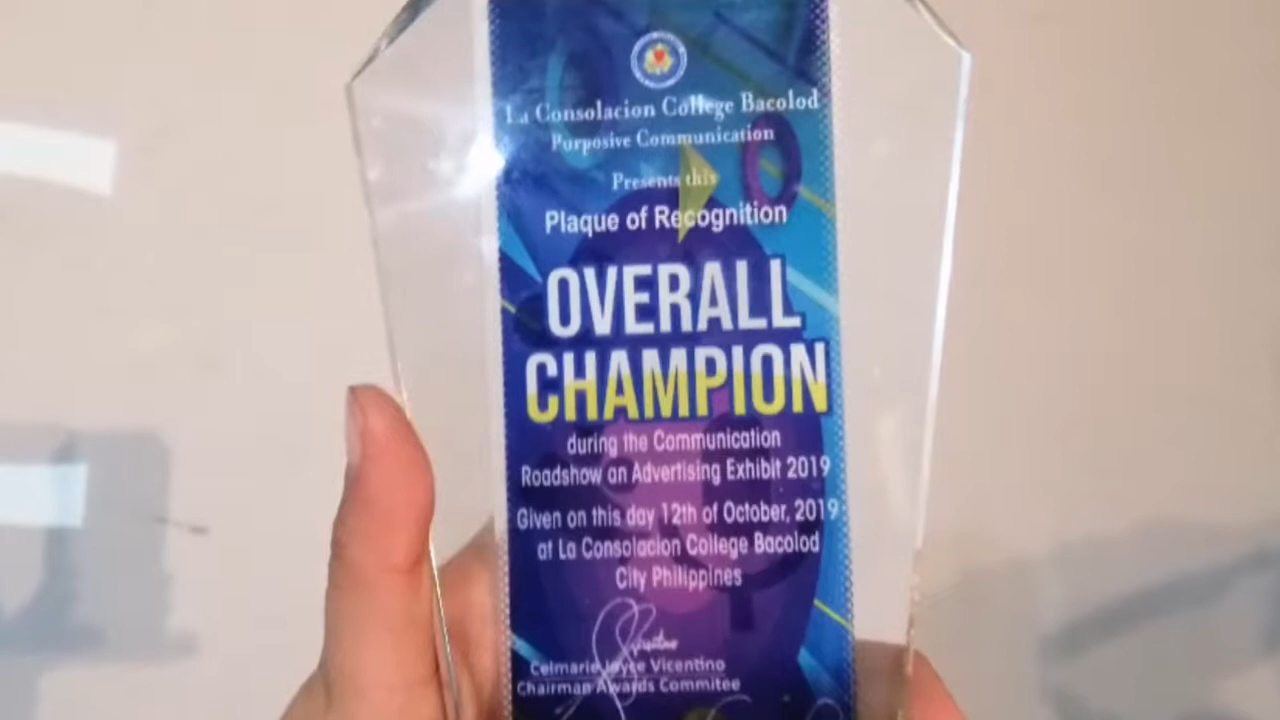 La Consolacion College Bacolod
Purposive Communication
Presents this
Plaque of Recognition
OVERALL
CHAMPION
during the Communication
Roadshow an Advertising Exhibit 2019
Given on this day 12th of October, 2019
at La Consolacion College Bacolod
City Philippines
Celmarie Joyce Vicentino
Chairman Awards Commitee